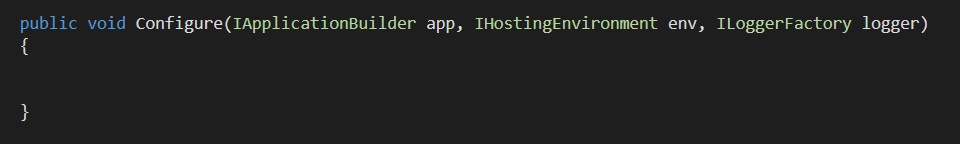 public void Configure(IApplicationBuilder app, IHostingEnvironment env, ILoggerFactory logger)
{
}